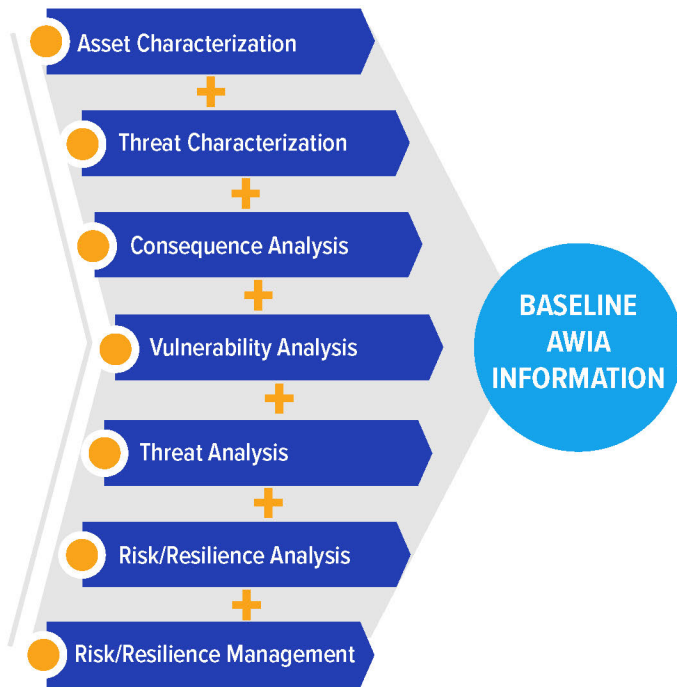 Asset Characterization
+
Threat Characterization
+
Consequence Analysis
+
Vulnerability Analysis
+
Threat Analysis
+
Risk/Resilience Analysis
+
Risk/Resilience Management
BASELINE
AWIA
INFORMATION